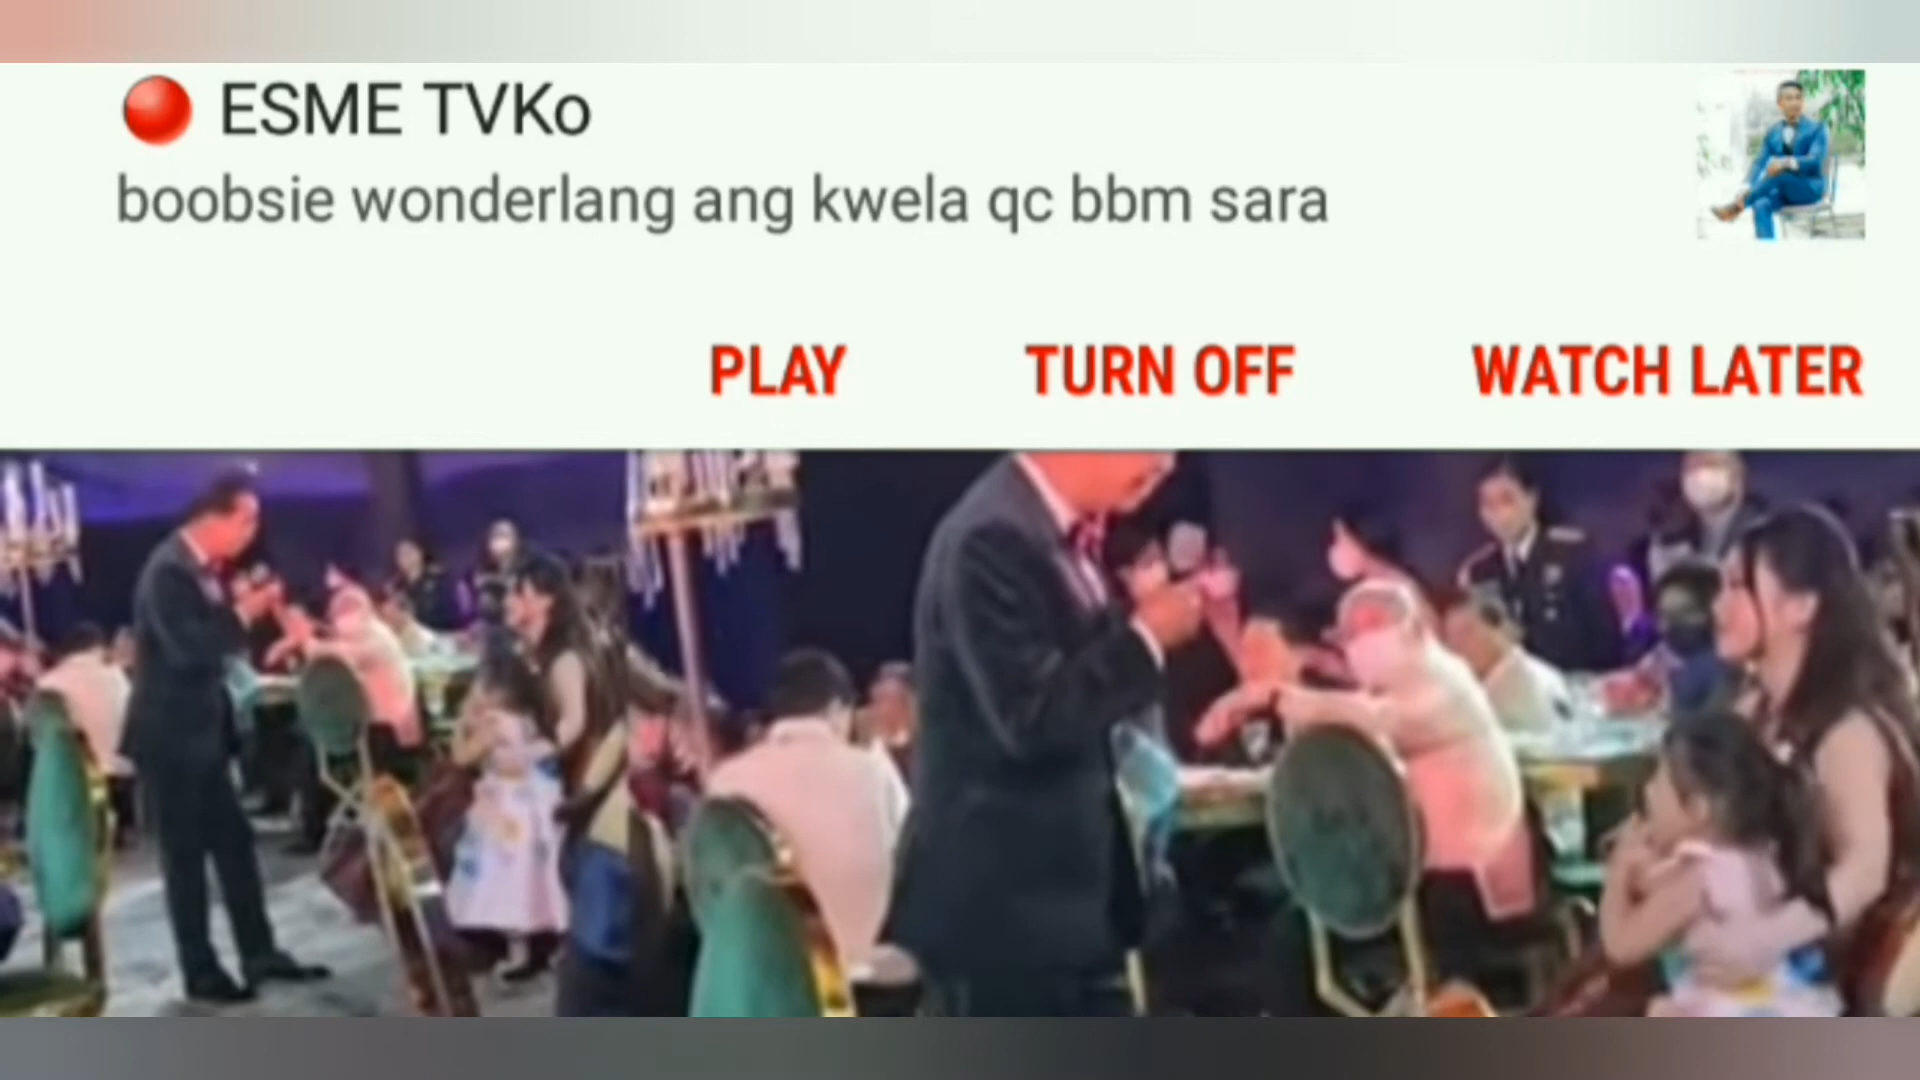 ESME TVKo
boobsie wonderlang ang kwela qc bbm sara
PLAY TURN OFF WATCH LATER